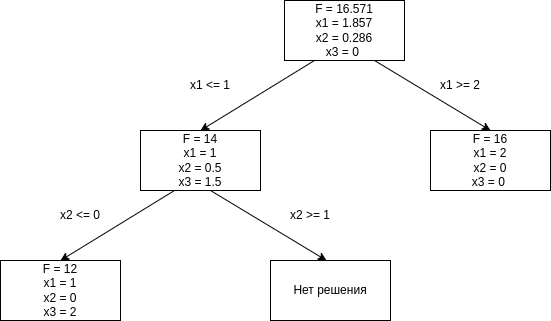 F = 16.571
x1 = 1.857
x2 = 0.286
x3 = 0
x1 <= 1
x1 >= 2
F = 14
x1 = 1
x2 = 0.5
x3 = 1.5
F = 16
x1 = 2
x2 = 0
x3 = 0
x2 <= 0
x2 >= 1
F = 12
x1 = 1
x2 = 0
x3 = 2
Нет решения